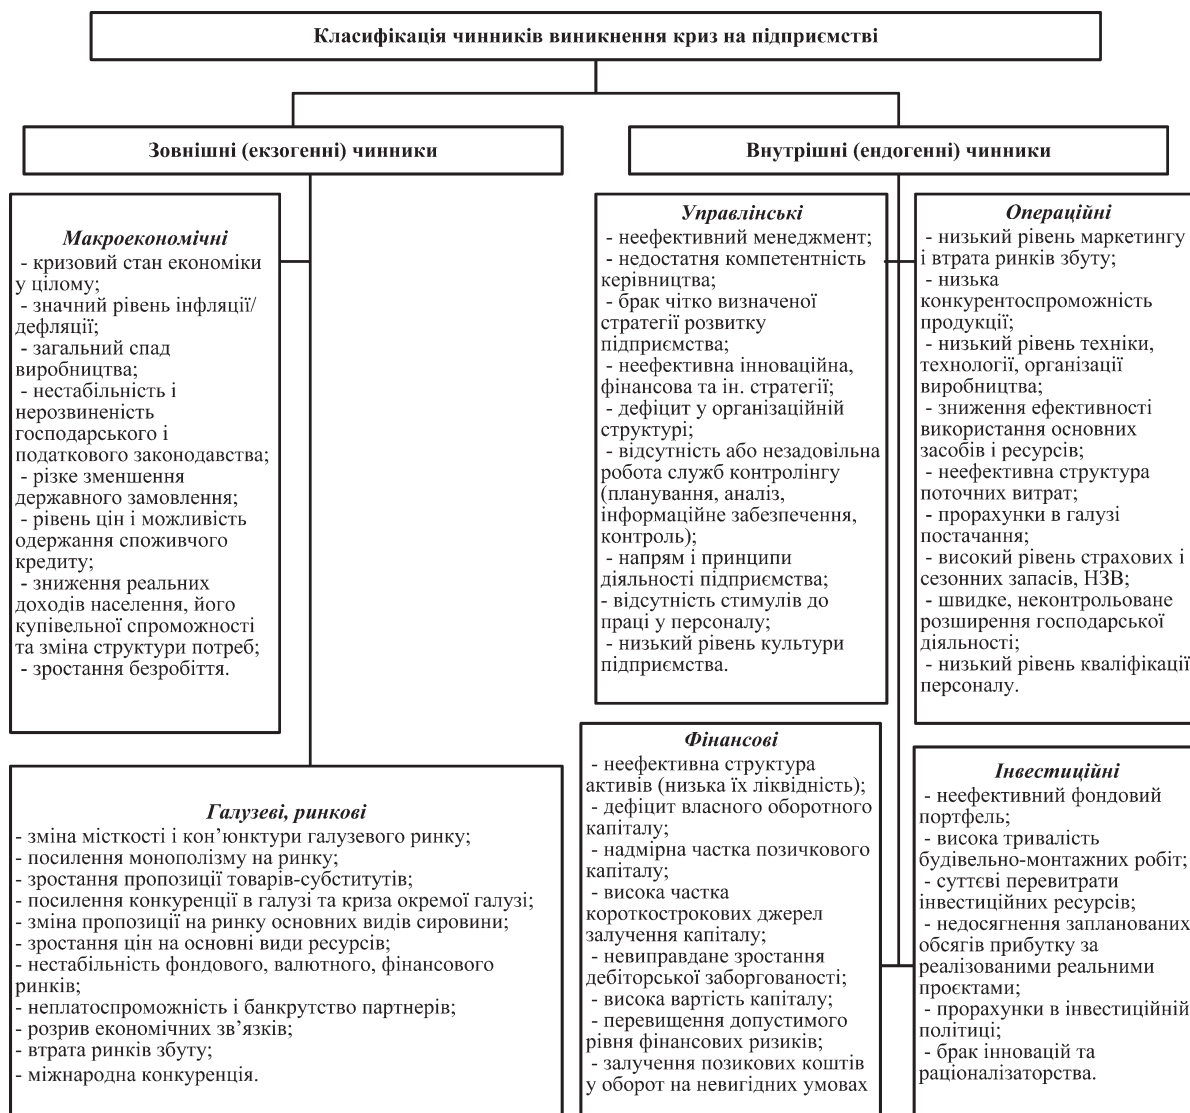 Класифікація чинників виникнення криз на підприємстві
Зовнішні (екзогенні) чинники
Макроекономічні
- кризовий стан економіки
у цілому;
- значний рівень інфляції/
дефляції;
- загальний спад
виробництва;
- нестабільність і
нерозвиненість
господарського і
податкового законодавства;
- різке зменшення
державного замовлення;
- рівень цін і можливість
одержання споживчого
кредиту;
- зниження реальних
доходів населення, його
купівельної спроможності
та зміна структури потреб;
- зростання безробіття.
Галузеві, ринкові
- зміна місткості і кон’юнктури галузевого ринку;
- посилення монополізму на ринку;
- зростання пропозиції товарів-субститутів;
- посилення конкуренції в галузі та криза окремої галузі;
- зміна пропозиції на ринку основних видів сировини;
- зростання цін на основні види ресурсів;
- нестабільність фондового, валютного, фінансового
ринків;
- неплатоспроможність і банкрутство партнерів;
- розрив економічних зв’язків;
- втрата ринків збуту;
- міжнародна конкуренція.
Внутрішні (ендогенні) чинники
Управлінські
- неефективний менеджмент;
- недостатня компетентність
керівництва;
- брак чітко визначеної
стратегії розвитку
підприємства;
- неефективна інноваційна,
фінансова та ін. стратегії;
- дефіцит у організаційній
структурі;
- відсутність або незадовільна
робота служб контролінгу
(планування, аналіз,
інформаційне забезпечення,
контроль);
- напрям і принципи
діяльності підприємства;
- відсутність стимулів до
праці у персоналу;
- низький рівень культури
підприємства.
Операційні
- низький рівень маркетингу
і втрата ринків збуту;
- низька
конкурентоспроможність
продукції;
- низький рівень техніки,
технології, організації
виробництва;
- зниження ефективності
використання основних
засобів і ресурсів;
- неефективна структура
поточних витрат;
- прорахунки в галузі
постачання;
- високий рівень страхових і
сезонних запасів, НЗВ;
- швидке, неконтрольоване
розширення господарської
діяльності;
- низький рівень кваліфікації
персоналу.
Фінансові
- неефективна структура
активів (низька їх ліквідність);
- дефіцит власного оборотного
капіталу;
- надмірна частка позичкового
капіталу;
- висока частка
короткострокових джерел
залучення капіталу;
- невиправдане зростання
дебіторської заборгованості;
- висока вартість капіталу;
- перевищення допустимого
рівня фінансових ризиків;
- залучення позикових коштів
у оборот на невигідних умовах
Інвестиційні
- неефективний фондовий
портфель;
- висока тривалість
будівельно-монтажних робіт;
- суттєві перевитрати
інвестиційних ресурсів;
- недосягнення запланованих
обсягів прибутку за
реалізованими реальними
проєктами;
- прорахунки в інвестиційній
політиці;
- брак інновацій та
раціоналізаторства.